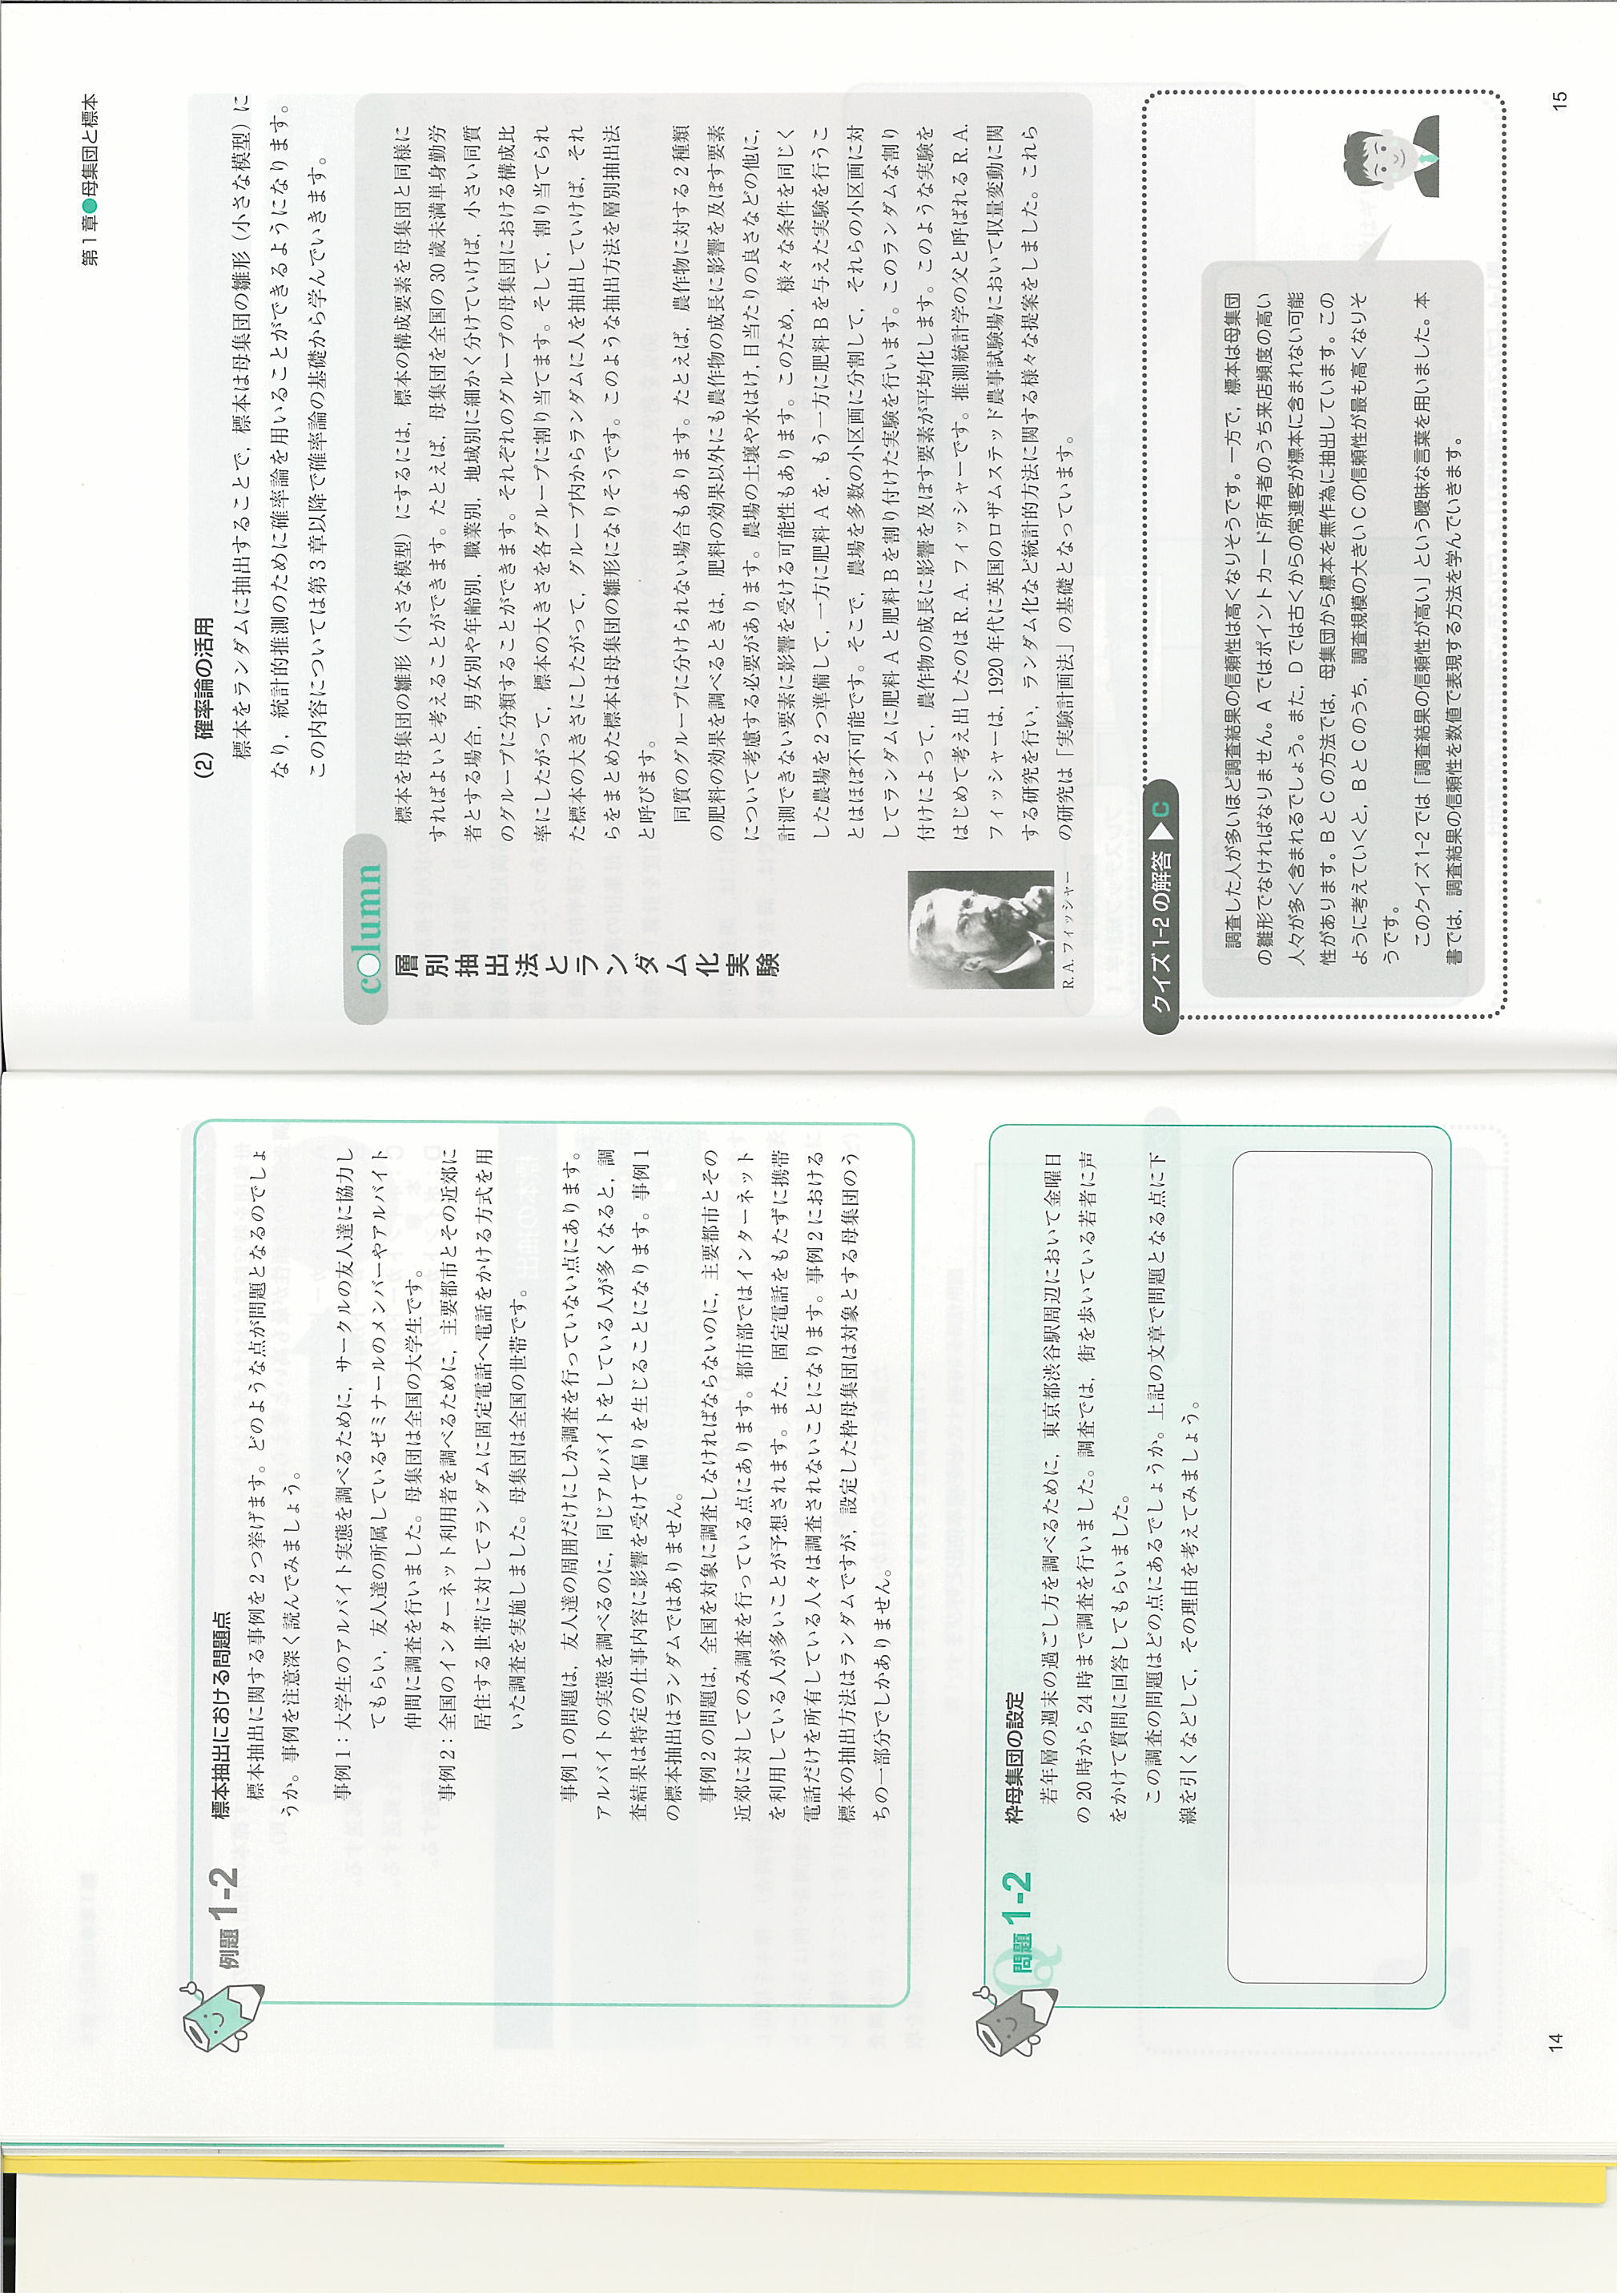 例題 1-2
標本抽出における問題点
標本抽出に関する事例を2つ挙げます。どのような点が問題となるのでしょ
うか。事例を注意深く読んでみましょう。
事例1：大学生のアルバイト実態を調べるために，サークルの友人達に協力し
てもらい，友人達の所属しているゼミナールのメンバーやアルバイト
仲間に調査を行いました。母集団は全国の大学生です。
事例2：全国のインターネット利用者を調べるために，主要都市とその近郊に
居住する世帯に対してランダムに固定電話へ電話をかける方式を用
いた調査を実施しました。母集団は全国の世帯です。
事例1の問題は，友人達の周囲だけにしか調査を行っていない点にあります。
アルバイトの実態を調べるのに，同じアルバイトをしている人が多くなると，調
査結果は特定の仕事内容に影響を受けて偏りを生じることになります。事例1
の標本抽出はランダムではありません。
事例2の問題は，全国を対象に調査しなければならないのに，主要都市とその
近郊に対してのみ調査を行っている点にあります。都市部ではインターネット
を利用している人が多いことが予想されます。また，固定電話をもたずに携帯
電話だけを所有している人々は調査されないことになります。事例2における
標本の抽出方法はランダムですが，設定した枠母集団は対象とする母集団のう
ちの一部分でしかありません。
Q
問題 1-2
枠母集団の設定
若年層の週末の過ごし方を調べるために，東京都渋谷駅周辺において金曜日
の20時から24時まで調査を行いました。調査では，街を歩いている若者に声
をかけて質問に回答してもらいました。
この調査の問題はどの点にあるでしょうか。上記の文章で問題となる点に下
線を引くなどして，その理由を考えてみましょう。
14
第1章●母集団と標本
（2）確率論の活用
標本をランダムに抽出することで，標本は母集団の雛形（小さな模型）に
なり，統計的推測のために確率論を用いることができるようになります。
この内容については第3章以降で確率論の基礎から学んでいきます。
column
層別抽出法とランダム化実験
標本を母集団の雛形（小さな模型）にするには，標本の構成要素を母集団と同様に
すればよいと考えることができます。たとえば，母集団を全国の30歳未満単身勤労
者とする場合，男女別や年齢別，職業別，地域別に細かく分けていけば，小さい同質
のグループに分類することができます。それぞれのグループの母集団における構成比
率にしたがって，標本の大きさを各グループに割り当てます。そして，割り当てられ
た標本の大きさにしたがって，グループ内からランダムに人を抽出していけば，それ
らをまとめた標本は母集団の雛形になりそうです。このような抽出方法を層別抽出法
と呼びます。
同質のグループに分けられない場合もあります。たとえば，農作物に対する2種類
の肥料の効果を調べるときは，肥料の効果以外にも農作物の成長に影響を及ぼす要素
について考慮する必要があります。農場の土壌や水はけ，日当たりの良さなどの他に，
計測できない要素に影響を受ける可能性もあります。このため，様々な条件を同じく
した農場を2つ準備して，一方に肥料Aを，もう一方に肥料Bを与えた実験を行うこ
とはほぼ不可能です。そこで，農場を多数の小区画に分割して，それらの小区画に対
してランダムに肥料Aと肥料Bを割り付けた実験を行います。このランダムな割り
付けによって，農作物の成長に影響を及ぼす要素が平均化します。このような実験を
はじめて考え出したのはR. A. フィッシャーです。推測統計学の父と呼ばれるR. A.
フィッシャーは，1920年代に英国のロザムステッド農事試験場において収量変動に関
する研究を行い，ランダム化など統計的方法に関する様々な提案をしました。これら
の研究は「実験計画法」の基礎となっています。
R. A. フィッシャー
クイズ1-2の解答 ▶C
調査した人が多いほど調査結果の信頼性は高くなりそうです。一方で，標本は母集団
の雛形でなければなりません。Aではポイントカード所有者のうち来店頻度の高い
人々が多く含まれるでしょう。また，Dでは古くからの常連客が標本に含まれない可能
性があります。BとCの方法では，母集団から標本を無作為に抽出しています。この
ように考えていくと，BとCのうち，調査規模の大きいCの信頼性が最も高くなりそ
うです。
このクイズ1-2では「調査結果の信頼性が高い」という曖昧な言葉を用いました。本
書では，調査結果の信頼性を数値で表現する方法を学んでいきます。
15